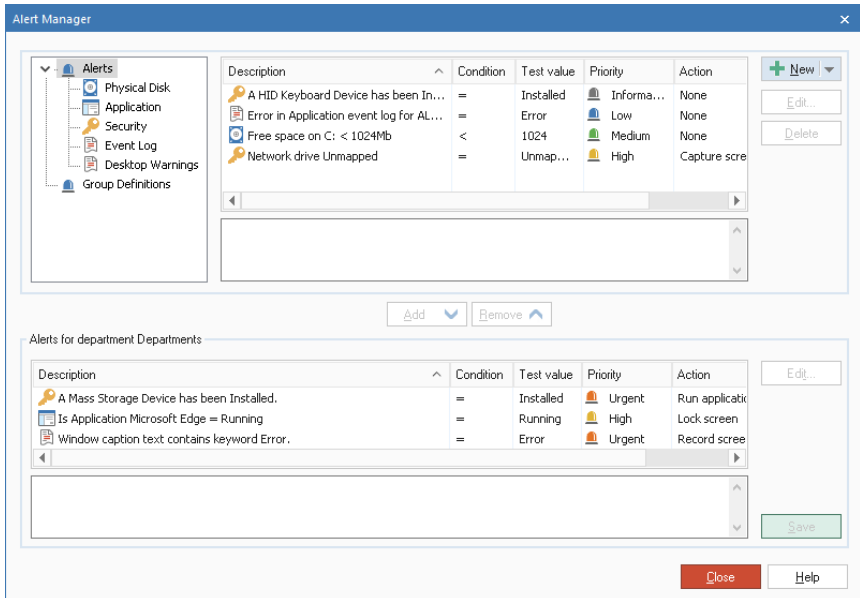 Alert Manager
Alerts
Physical Disk
Application
Security
Event Log
Desktop Warnings
Group Definitions
Description Condition Test value Priority Action
A HID Keyboard Device has been In... = Installed Informa... None
Error in Application event log for AL... = Error Low None
Free space on C: < 1024Mb < 1024 Medium None
Network drive Unmapped = Unmap... High Capture scre
New
Edit...
Delete
Add Remove
Alerts for department Departments
Description Condition Test value Priority Action
A Mass Storage Device has been Installed. = Installed Urgent Run applicatio
Is Application Microsoft Edge = Running = Running High Lock screen
Window caption text contains keyword Error. = Error Urgent Record scree
Edit...
Save
Close Help